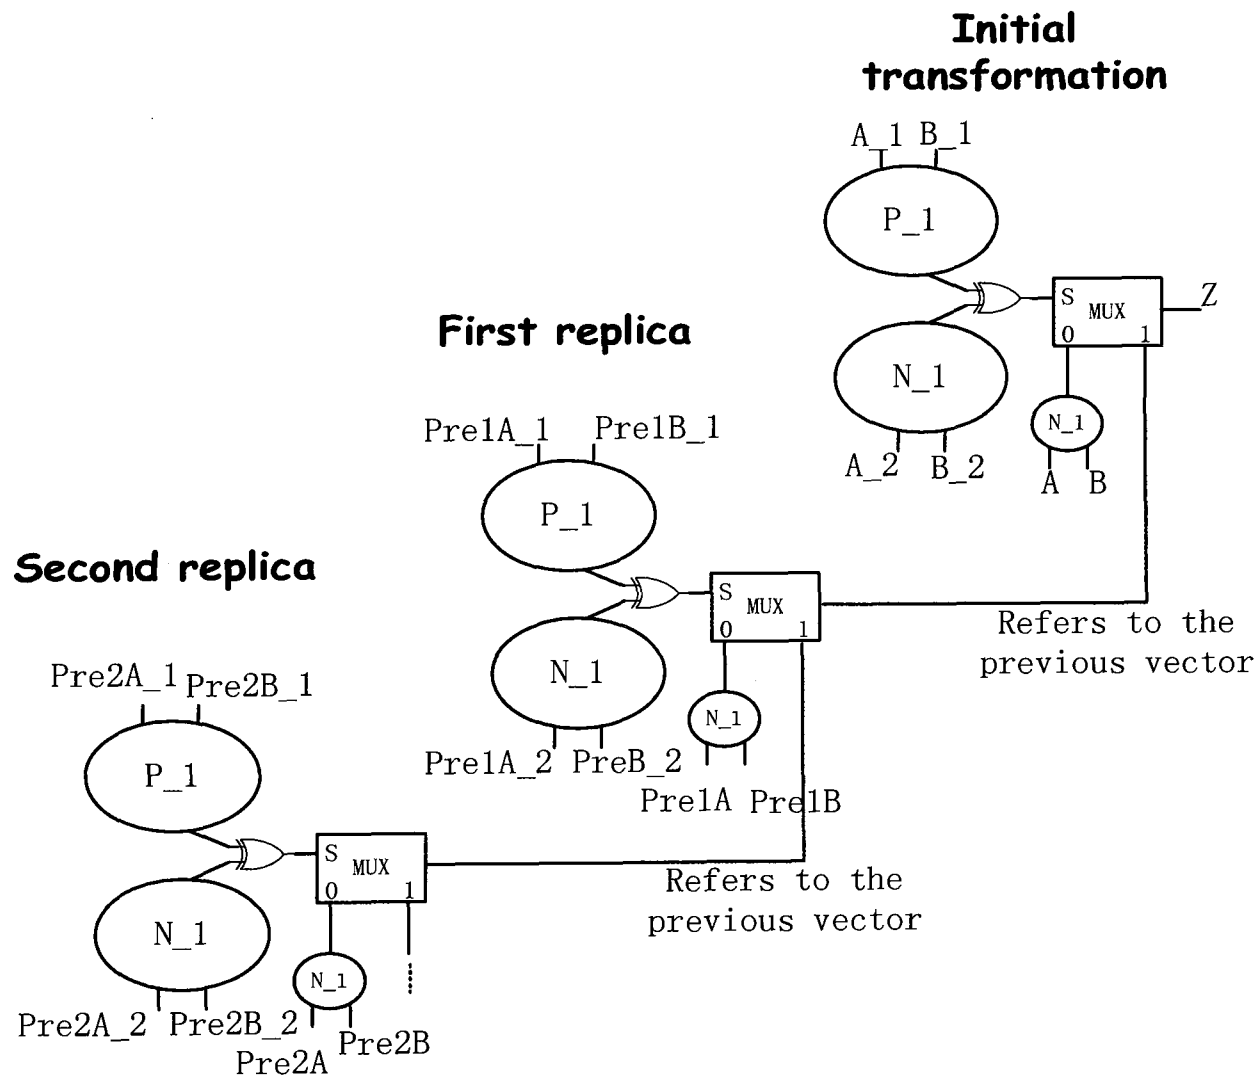 Initial
transformation
A_1 B_1
P_1
S
MUX
0 1
Z
N_1
N_1
A_2 B_2
A B
First replica
Pre1A_1 Pre1B_1
P_1
S
MUX
0 1
Refers to the
previous vector
N_1
N_1
Pre1A_2 PreB_2
Pre1A Pre1B
Second replica
Pre2A_1 Pre2B_1
P_1
S
MUX
0 1
Refers to the
previous vector
N_1
N_1
Pre2A_2 Pre2B_2
Pre2A Pre2B